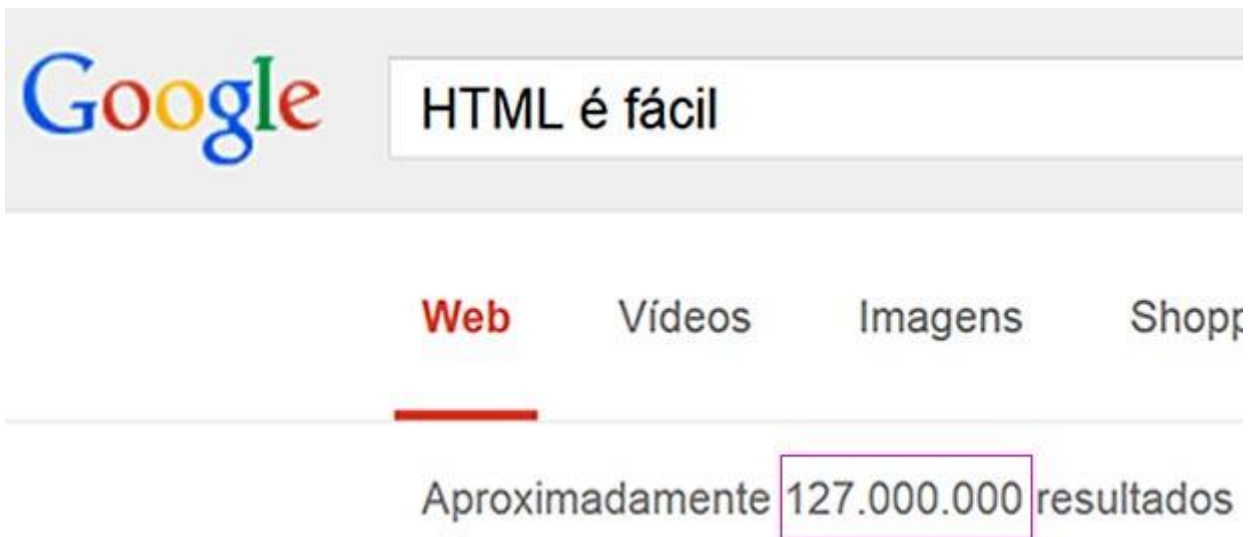 Google HTML é fácil
Web Vídeos Imagens Shopp
Aproximadamente 127.000.000 resultados